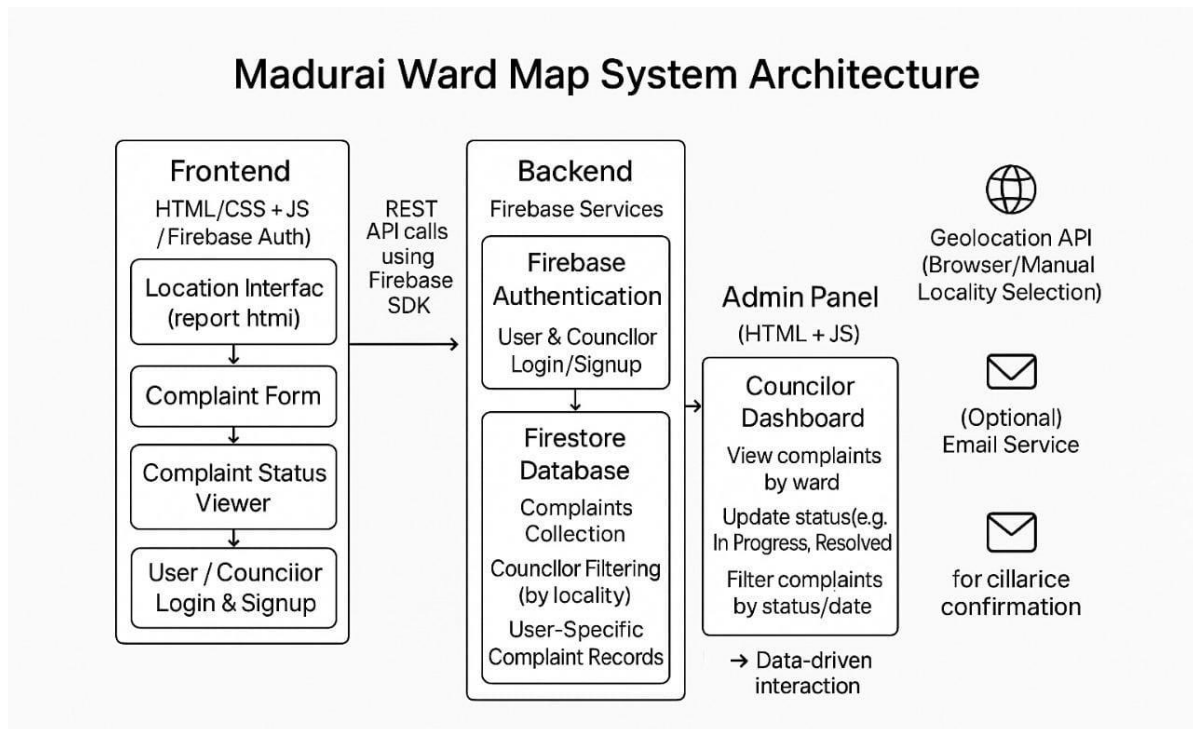 Madurai Ward Map System Architecture
Frontend
HTML/CSS + JS
/Firebase Auth)
Location Interfac
(report htmi)
Complaint Form
Complaint Status
Viewer
User / Counciior
Login & Signup
REST
API calls
using
Firebase
SDK
Backend
Firebase Services
Firebase
Authentication
User & Councllor
Login/Signup
Firestore
Database
Complaints
Collection
Councllor Filtering
(by locality)
User-Specific
Complaint Records
Admin Panel
(HTML + JS)
Councilor
Dashboard
View complaints
by ward
Update status(e.g.
In Progress, Resolved
Filter complaints
by status/date
→ Data-driven
interaction
Geolocation API
(Browser/Manual
Locality Selection)
(Optional)
Email Service
for cillarice
confirmation